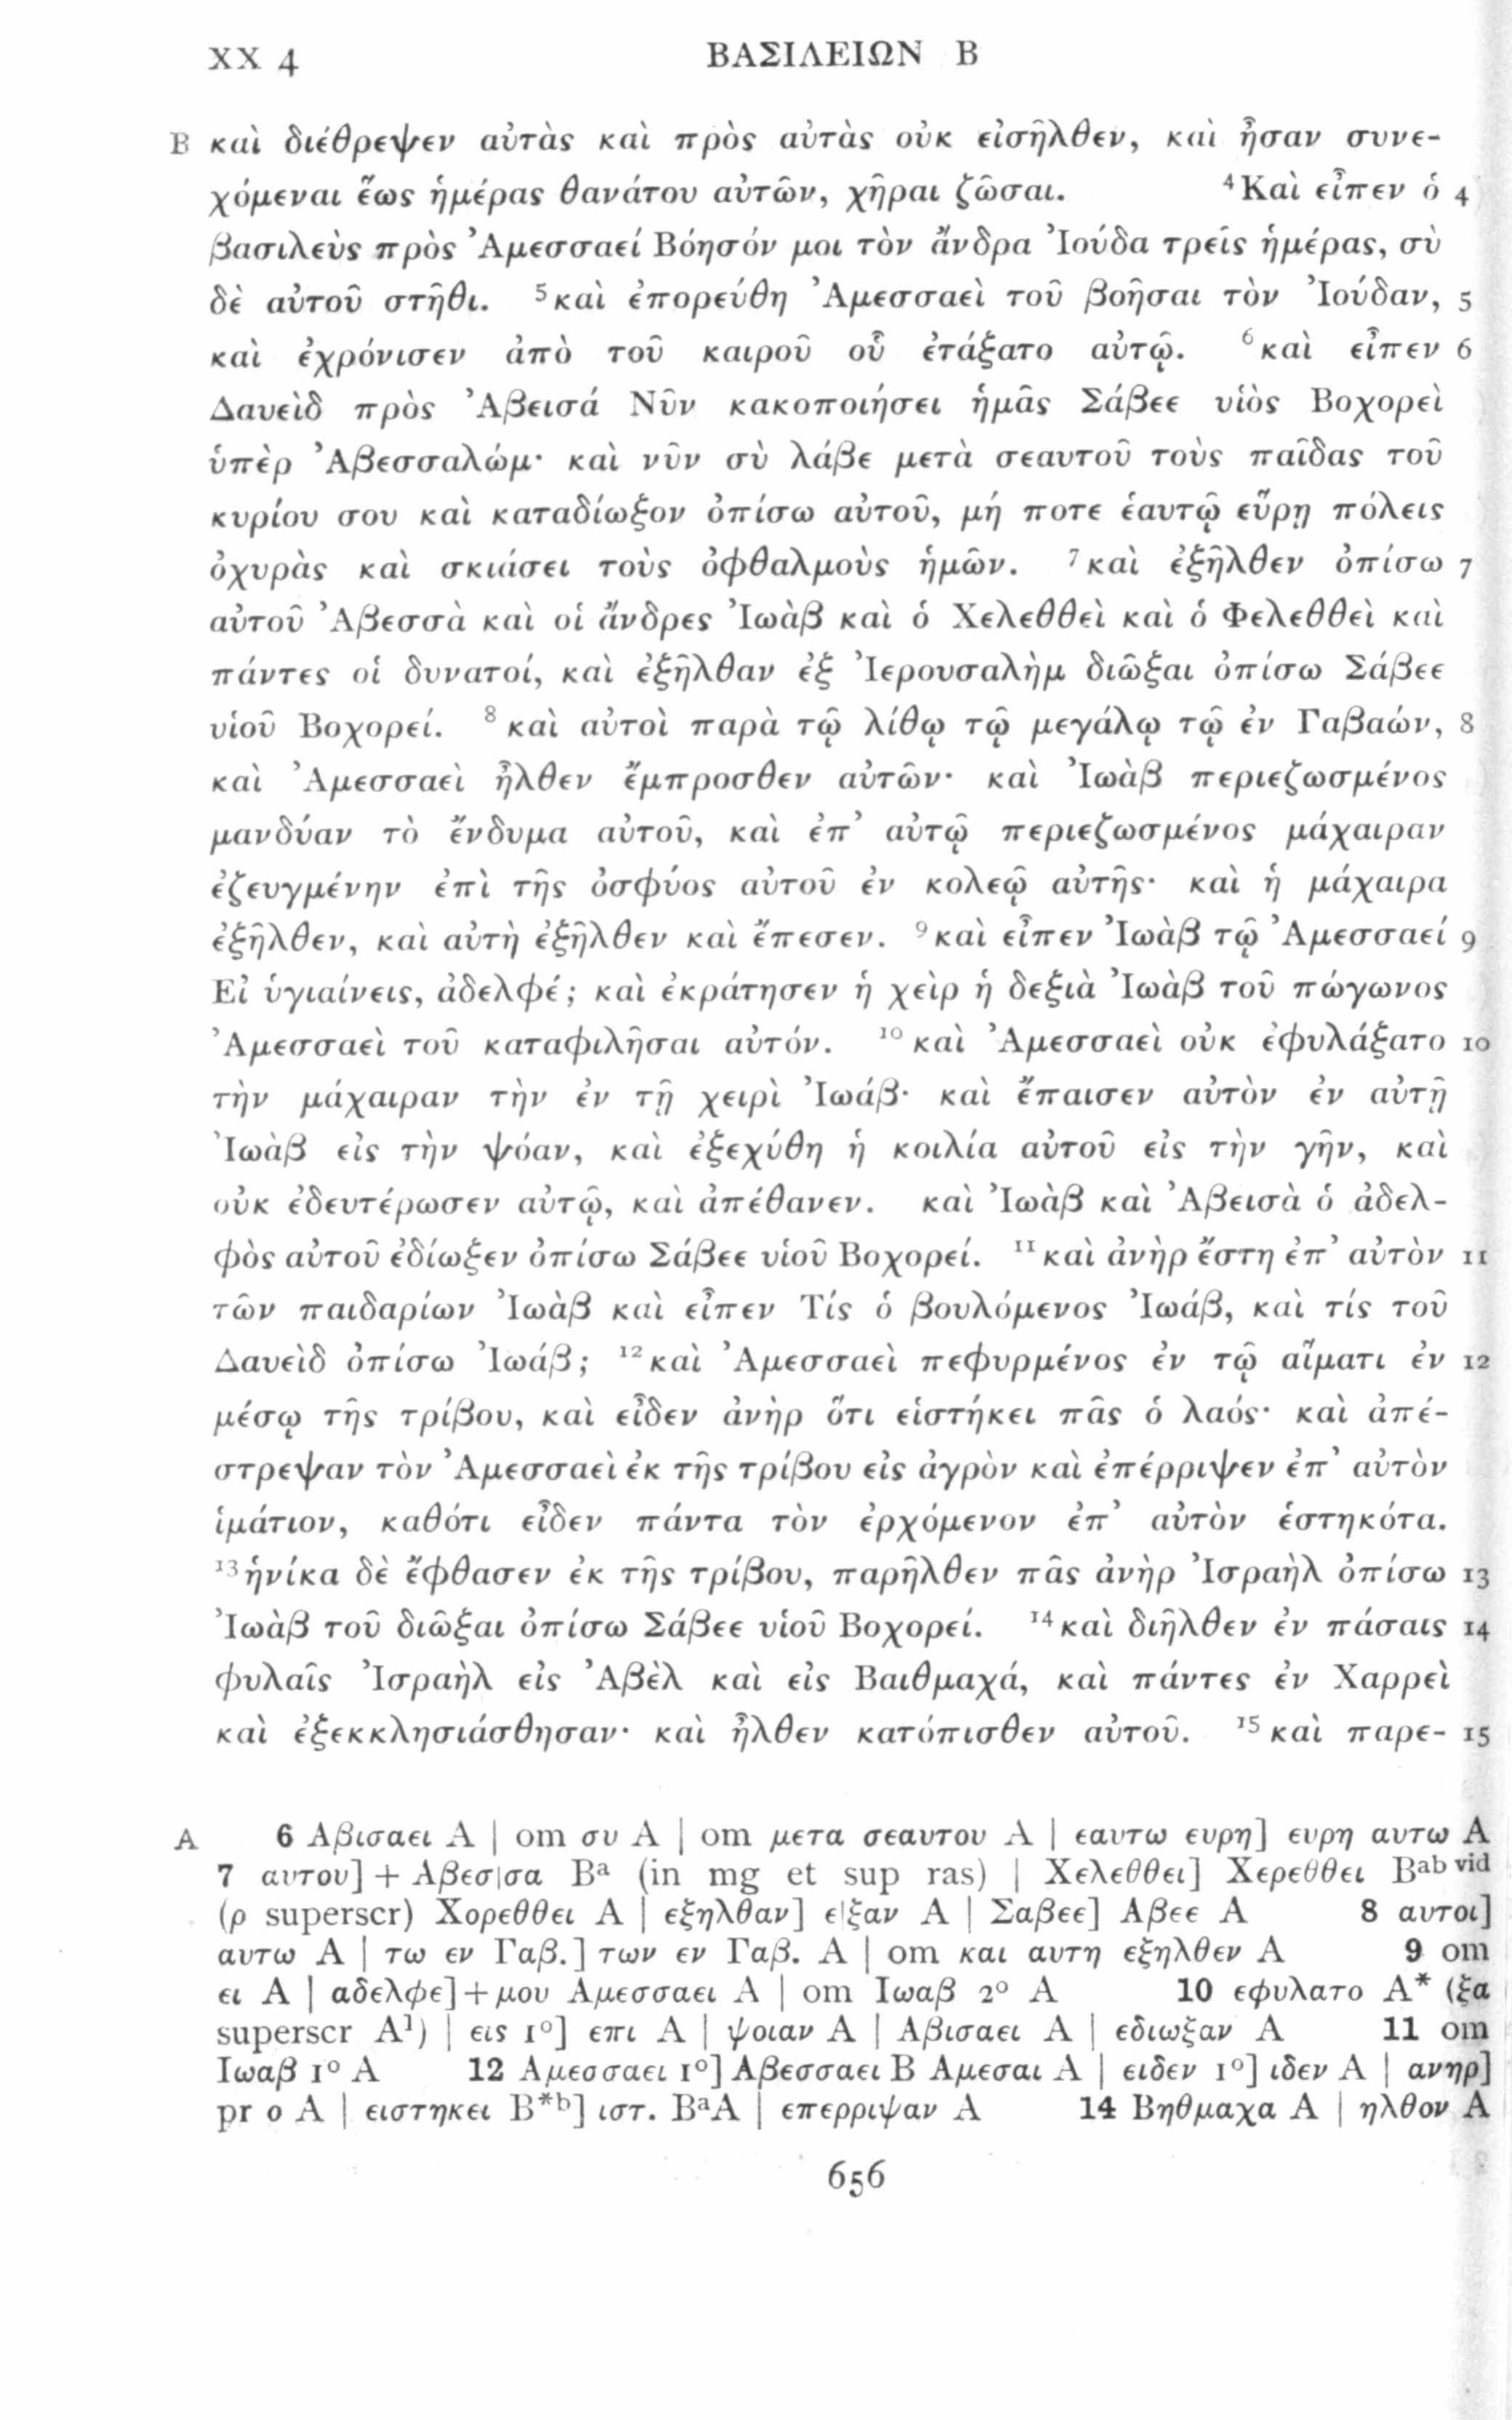 XX 4 ΒΑΣΙΛΕΙΩΝ Β
B καὶ διέθρεψεν αὐτὰς καὶ πρὸς αὐτὰς οὐκ εἰσῆλθεν, καὶ ἦσαν συνε-
χόμεναι ἕως ἡμέρας θανάτου αὐτῶν, χῆραι ζῶσαι. ⁴Καὶ εἶπεν ὁ 4
βασιλεὺς πρὸς Ἀμεσσαεί Βόησόν μοι τὸν ἄνδρα Ἰούδα τρεῖς ἡμέρας, σὺ
δὲ αὐτοῦ στῆθι. ⁵καὶ ἐπορεύθη Ἀμεσσαεὶ τοῦ βοῆσαι τὸν Ἰούδαν, 5
καὶ ἐχρόνισεν ἀπὸ τοῦ καιροῦ οὗ ἐτάξατο αὐτῷ. ⁶καὶ εἶπεν 6
Δαυεὶδ πρὸς Ἀβεισά Νῦν κακοποιήσει ἡμᾶς Σάβεε υἱὸς Βοχορεὶ
ὑπὲρ Ἀβεσσαλώμ· καὶ νῦν σὺ λάβε μετὰ σεαυτοῦ τοὺς παῖδας τοῦ
κυρίου σου καὶ καταδίωξον ὀπίσω αὐτοῦ, μή ποτε ἑαυτῷ εὕρῃ πόλεις
ὀχυρὰς καὶ σκιάσει τοὺς ὀφθαλμοὺς ἡμῶν. ⁷καὶ ἐξῆλθεν ὀπίσω 7
αὐτοῦ Ἀβεσσὰ καὶ οἱ ἄνδρες Ἰωὰβ καὶ ὁ Χελεθθεὶ καὶ ὁ Φελεθθεὶ καὶ
πάντες οἱ δυνατοί, καὶ ἐξῆλθαν ἐξ Ἰερουσαλὴμ διῶξαι ὀπίσω Σάβεε
υἱοῦ Βοχορεί. ⁸καὶ αὐτοὶ παρὰ τῷ λίθῳ τῷ μεγάλῳ τῷ ἐν Γαβαών, 8
καὶ Ἀμεσσαεὶ ἦλθεν ἔμπροσθεν αὐτῶν· καὶ Ἰωὰβ περιεζωσμένος
μανδύαν τὸ ἔνδυμα αὐτοῦ, καὶ ἐπ’ αὐτῷ περιεζωσμένος μάχαιραν
ἐζευγμένην ἐπὶ τῆς ὀσφύος αὐτοῦ ἐν κολεῷ αὐτῆς· καὶ ἡ μάχαιρα
ἐξῆλθεν, καὶ αὐτὴ ἐξῆλθεν καὶ ἔπεσεν. ⁹καὶ εἶπεν Ἰωὰβ τῷ Ἀμεσσαεί 9
Εἰ ὑγιαίνεις, ἀδελφέ; καὶ ἐκράτησεν ἡ χεὶρ ἡ δεξιὰ Ἰωὰβ τοῦ πώγωνος
Ἀμεσσαεὶ τοῦ καταφιλῆσαι αὐτόν. ¹⁰καὶ Ἀμεσσαεὶ οὐκ ἐφυλάξατο 10
τὴν μάχαιραν τὴν ἐν τῇ χειρὶ Ἰωάβ· καὶ ἔπαισεν αὐτὸν ἐν αὐτῇ
Ἰωὰβ εἰς τὴν ψόαν, καὶ ἐξεχύθη ἡ κοιλία αὐτοῦ εἰς τὴν γῆν, καὶ
οὐκ ἐδευτέρωσεν αὐτῷ, καὶ ἀπέθανεν. καὶ Ἰωὰβ καὶ Ἀβεισὰ ὁ ἀδελ-
φὸς αὐτοῦ ἐδίωξεν ὀπίσω Σάβεε υἱοῦ Βοχορεί. ¹¹καὶ ἀνὴρ ἔστη ἐπ’ αὐτὸν 11
τῶν παιδαρίων Ἰωὰβ καὶ εἶπεν Τίς ὁ βουλόμενος Ἰωάβ, καὶ τίς τοῦ
Δαυεὶδ ὀπίσω Ἰωάβ; ¹²καὶ Ἀμεσσαεὶ πεφυρμένος ἐν τῷ αἵματι ἐν 12
μέσῳ τῆς τρίβου, καὶ εἶδεν ἀνὴρ ὅτι εἱστήκει πᾶς ὁ λαός· καὶ ἀπέ-
στρεψαν τὸν Ἀμεσσαεὶ ἐκ τῆς τρίβου εἰς ἀγρὸν καὶ ἐπέρριψεν ἐπ’ αὐτὸν
ἱμάτιον, καθότι εἶδεν πάντα τὸν ἐρχόμενον ἐπ’ αὐτὸν ἑστηκότα.
¹³ἡνίκα δὲ ἔφθασεν ἐκ τῆς τρίβου, παρῆλθεν πᾶς ἀνὴρ Ἰσραὴλ ὀπίσω 13
Ἰωὰβ τοῦ διῶξαι ὀπίσω Σάβεε υἱοῦ Βοχορεί. ¹⁴καὶ διῆλθεν ἐν πάσαις 14
φυλαῖς Ἰσραὴλ εἰς Ἀβὲλ καὶ εἰς Βαιθμαχά, καὶ πάντες ἐν Χαρρεὶ
καὶ ἐξεκκλησιάσθησαν· καὶ ἦλθεν κατόπισθεν αὐτοῦ. ¹⁵καὶ παρε- 15
A 6 Αβισαει A | om συ A | om μετα σεαυτου A | εαυτω ευρη] ευρη αυτω A
7 αυτου] + Αβεσ|σα Bᵃ (in mg et sup ras) | Χελεθθει] Χερεθθει Bᵃᵇ ᵛⁱᵈ
(ρ superscr) Χορεθθει A | εξηλθαν] ε|ξαν A | Σαβεε] Αβεε A 8 αυτοι]
αυτω A | τω εν Γαβ.] των εν Γαβ. A | om και αυτη εξηλθεν A 9 om
ει A | αδελφε]+μου Αμεσσαει A | om Ιωαβ 2º A 10 εφυλατο A* (ξα
superscr A¹) | εις 1º] επι A | ψοιαν A | Αβισαει A | εδιωξαν A 11 om
Ιωαβ 1º A 12 Αμεσσαει 1º] Αβεσσαει B Αμεσαι A | ειδεν 1º] ιδεν A | ανηρ]
pr ο A | ειστηκει B*ᵇ] ιστ. BᵃA | επερριψαν A 14 Βηθμαχα A | ηλθον A
656